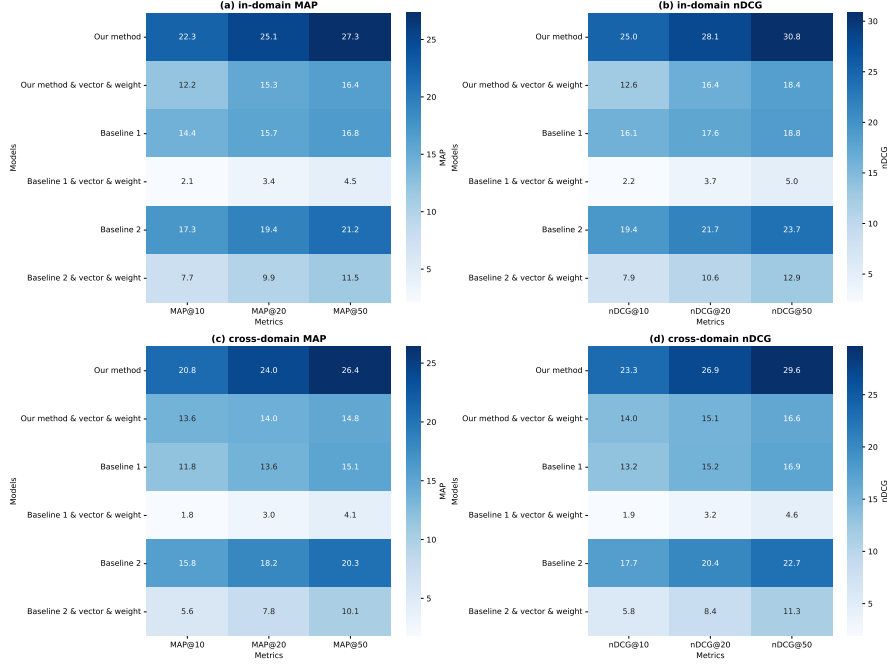 (a) in-domain MAP
Models
Our method 22.3 25.1 27.3
Our method & vector & weight 12.2 15.3 16.4
Baseline 1 14.4 15.7 16.8
Baseline 1 & vector & weight 2.1 3.4 4.5
Baseline 2 17.3 19.4 21.2
Baseline 2 & vector & weight 7.7 9.9 11.5
MAP@10 MAP@20 MAP@50
Metrics
25
20
15
10
5
MAP
(b) in-domain nDCG
Models
Our method 25.0 28.1 30.8
Our method & vector & weight 12.6 16.4 18.4
Baseline 1 16.1 17.6 18.8
Baseline 1 & vector & weight 2.2 3.7 5.0
Baseline 2 19.4 21.7 23.7
Baseline 2 & vector & weight 7.9 10.6 12.9
nDCG@10 nDCG@20 nDCG@50
Metrics
30
25
20
15
10
5
nDCG
(c) cross-domain MAP
Models
Our method 20.8 24.0 26.4
Our method & vector & weight 13.6 14.0 14.8
Baseline 1 11.8 13.6 15.1
Baseline 1 & vector & weight 1.8 3.0 4.1
Baseline 2 15.8 18.2 20.3
Baseline 2 & vector & weight 5.6 7.8 10.1
MAP@10 MAP@20 MAP@50
Metrics
25
20
15
10
5
MAP
(d) cross-domain nDCG
Models
Our method 23.3 26.9 29.6
Our method & vector & weight 14.0 15.1 16.6
Baseline 1 13.2 15.2 16.9
Baseline 1 & vector & weight 1.9 3.2 4.6
Baseline 2 17.7 20.4 22.7
Baseline 2 & vector & weight 5.8 8.4 11.3
nDCG@10 nDCG@20 nDCG@50
Metrics
25
20
15
10
5
nDCG